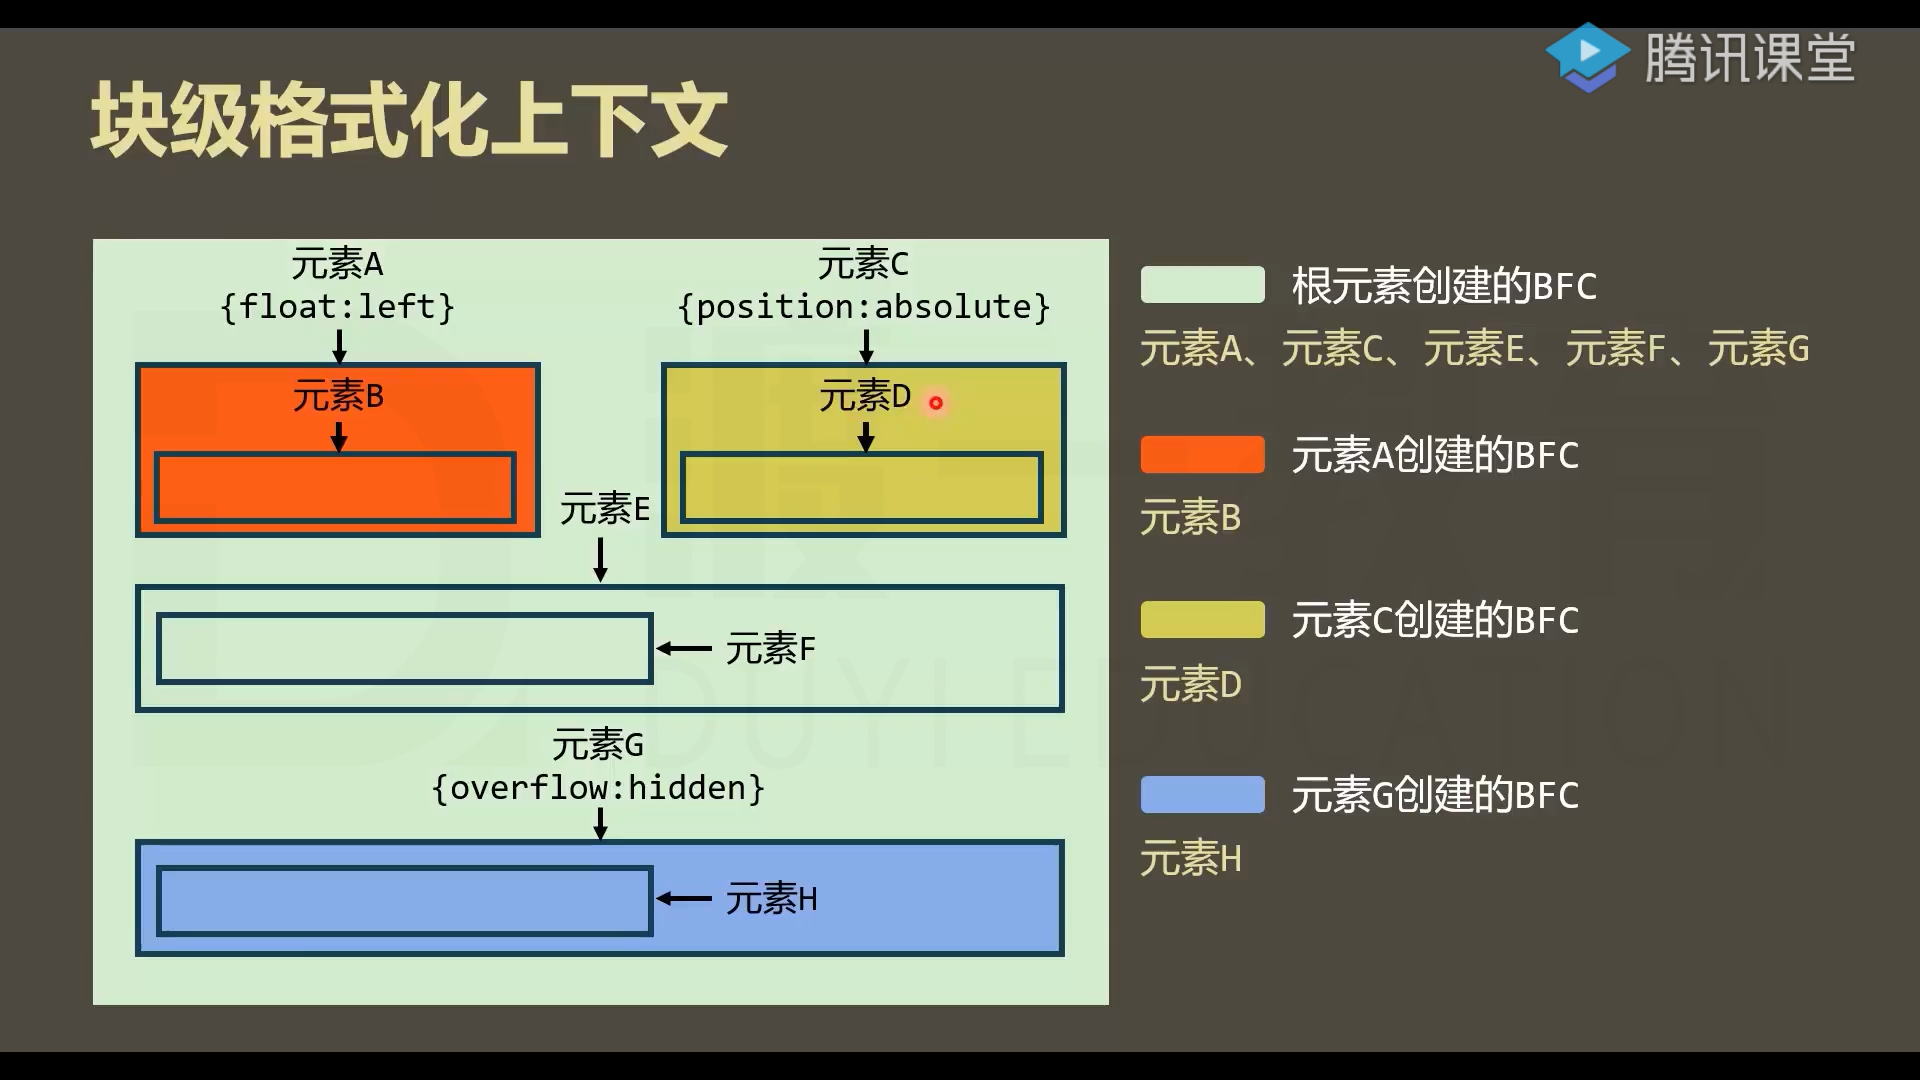 腾讯课堂
块级格式化上下文
元素A
{float:left}
元素B
元素C
{position:absolute}
元素D
元素E
元素F
元素G
{overflow:hidden}
元素H
根元素创建的BFC
元素A、元素C、元素E、元素F、元素G
元素A创建的BFC
元素B
元素C创建的BFC
元素D
元素G创建的BFC
元素H
DUYI EDUCATION